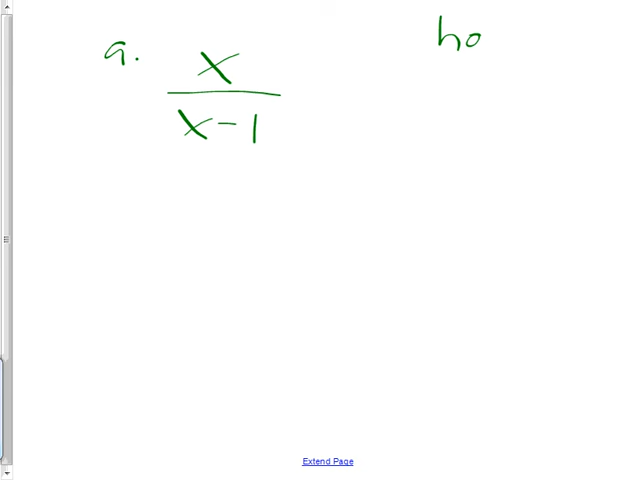 a. x ho
x - 1
Extend Page